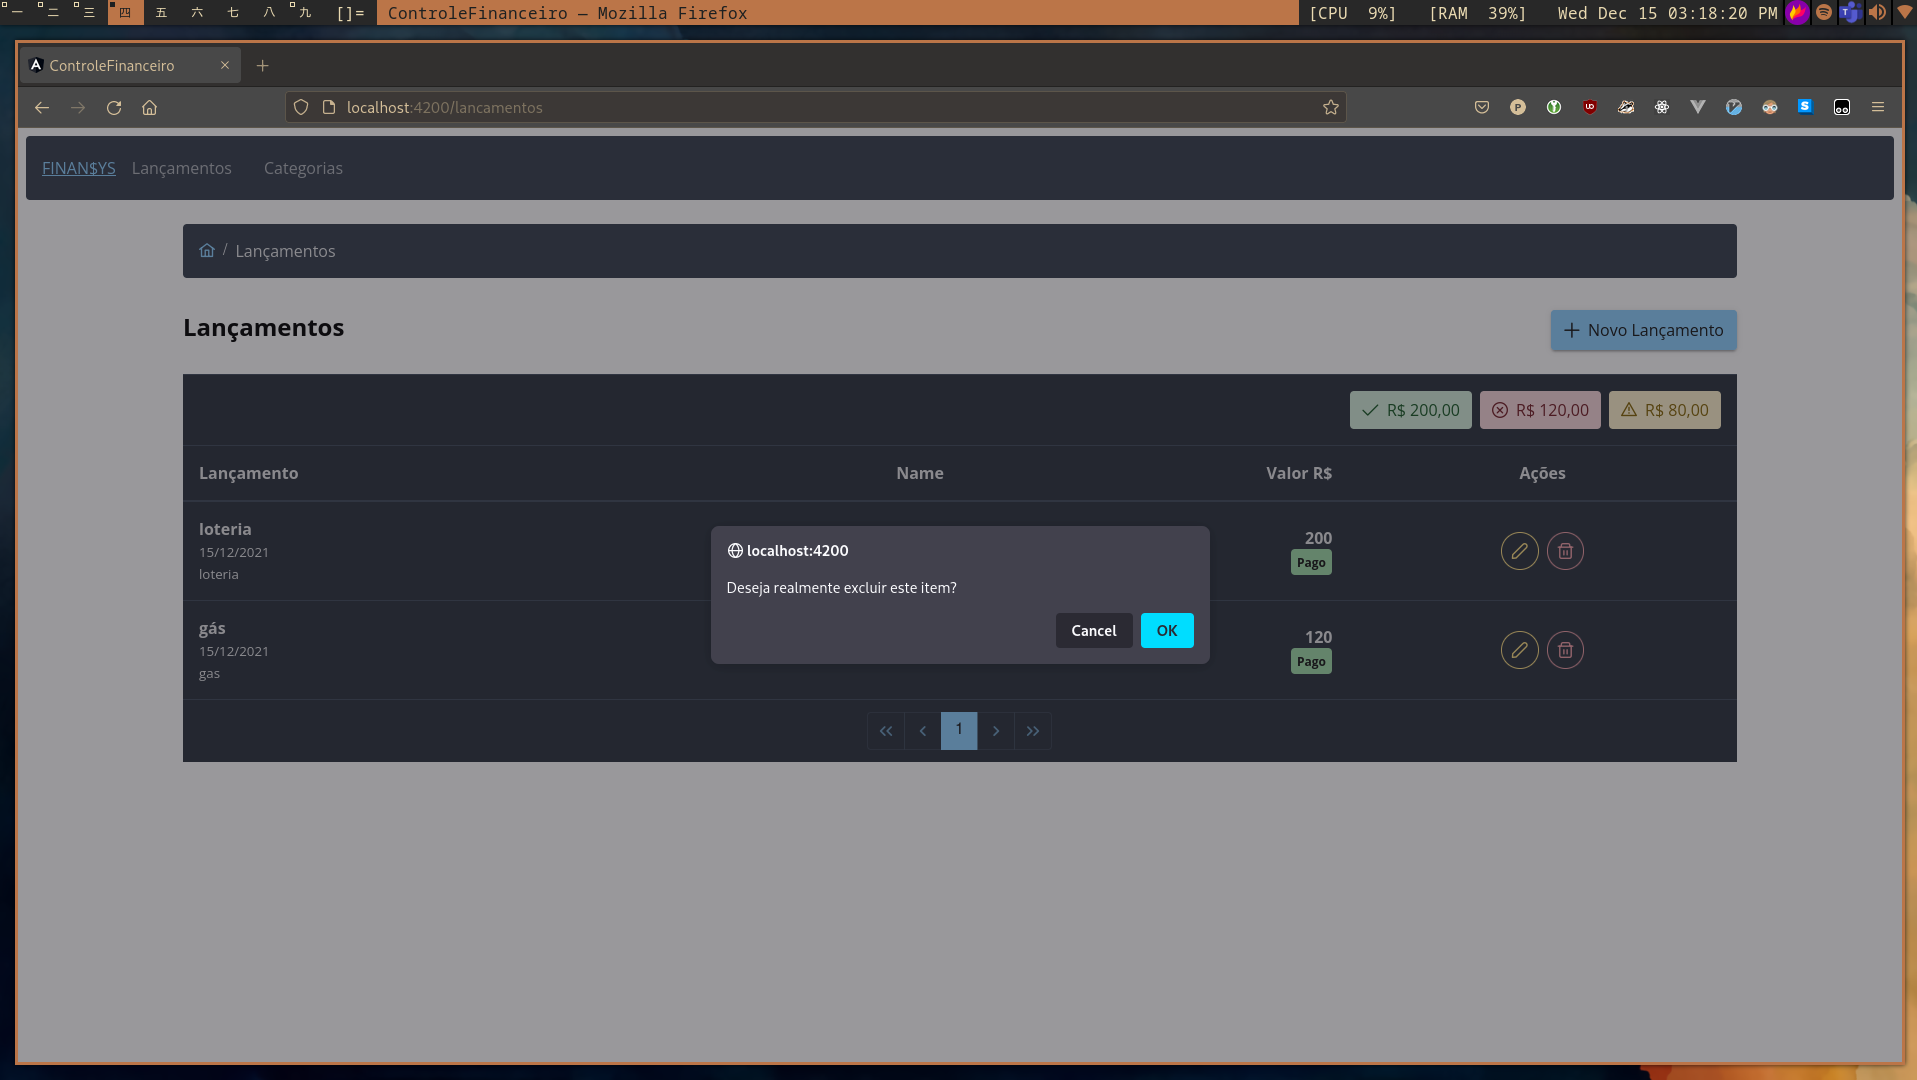 一 二 三 四 五 六 七 八 九 []= ControleFinanceiro — Mozilla Firefox [CPU 9%] [RAM 39%] Wed Dec 15 03:18:20 PM
ControleFinanceiro
localhost:4200/lancamentos
FINAN$YS Lançamentos Categorias
/ Lançamentos
Lançamentos
Novo Lançamento
R$ 200,00 R$ 120,00 R$ 80,00
Lançamento Name Valor R$ Ações
loteria
15/12/2021
loteria
200
Pago
localhost:4200
Deseja realmente excluir este item?
Cancel OK
gás
15/12/2021
gas
120
Pago
« ‹ 1 › »